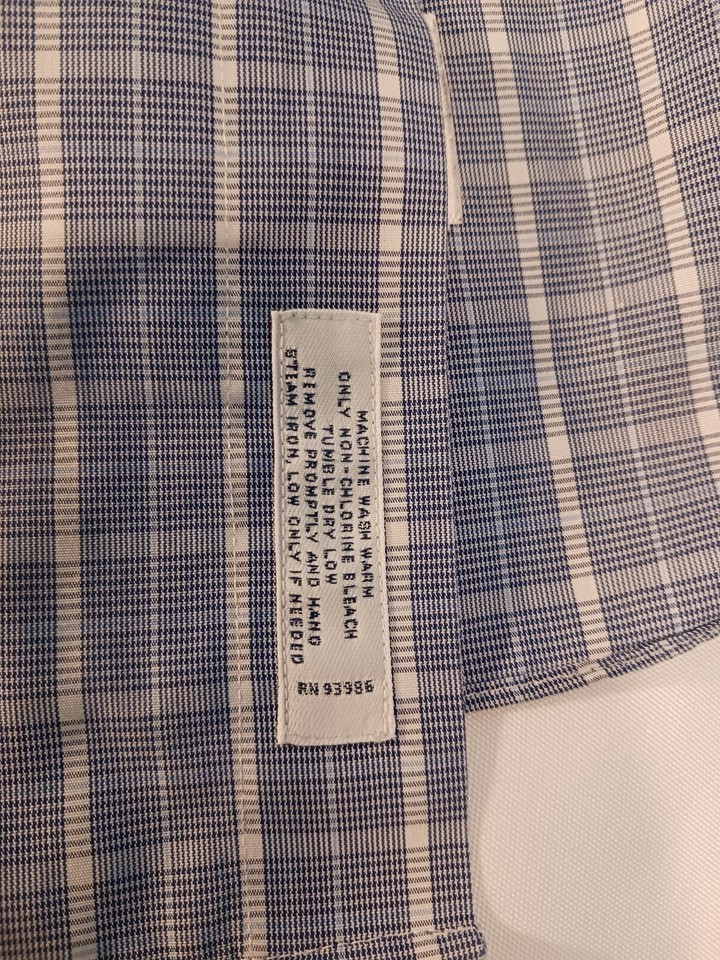 MACHINE WASH WARM
ONLY NON-CHLORINE BLEACH
TUMBLE DRY LOW
REMOVE PROMPTLY AND HANG
STEAM IRON, LOW ONLY IF NEEDED
RN 93986